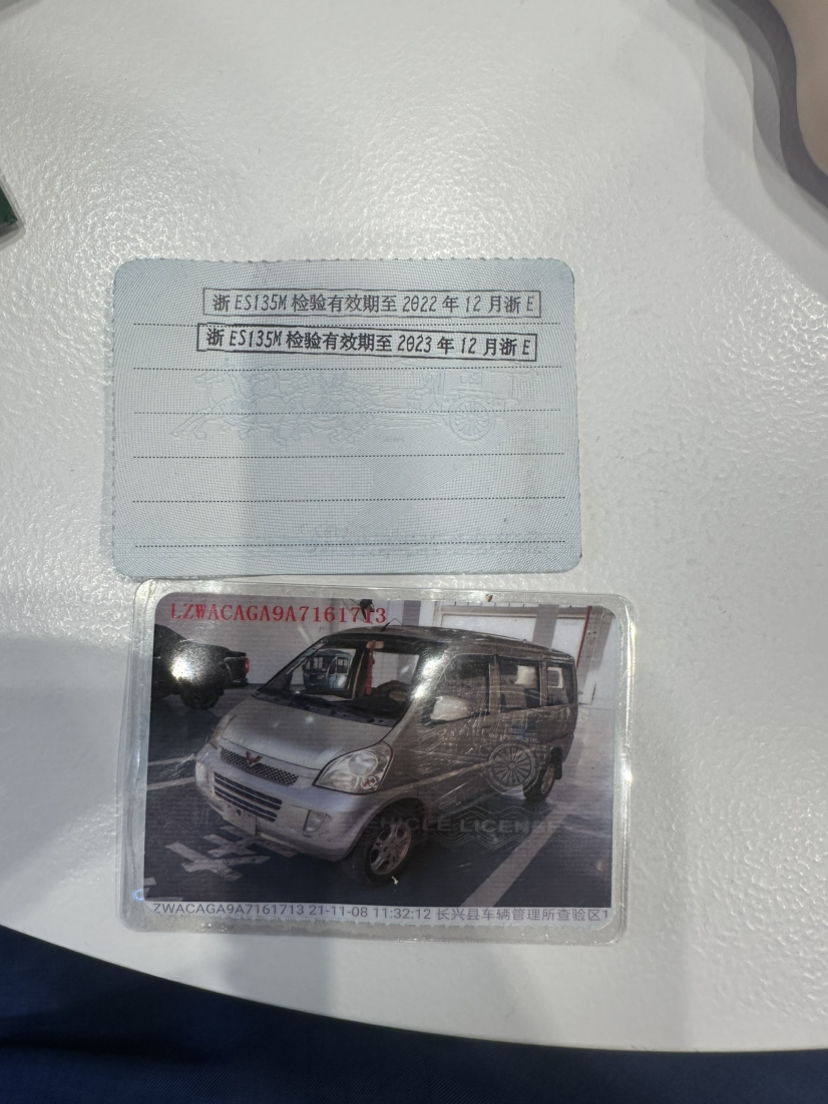 浙ES135M检验有效期至2022年12月浙E
浙ES135M检验有效期至2023年12月浙E
LZWACAGA9A7161713
ZWACAGA9A7161713 21-11-08 11:32:12 长兴县车辆管理所查验区1
VEHICLE LICENSE